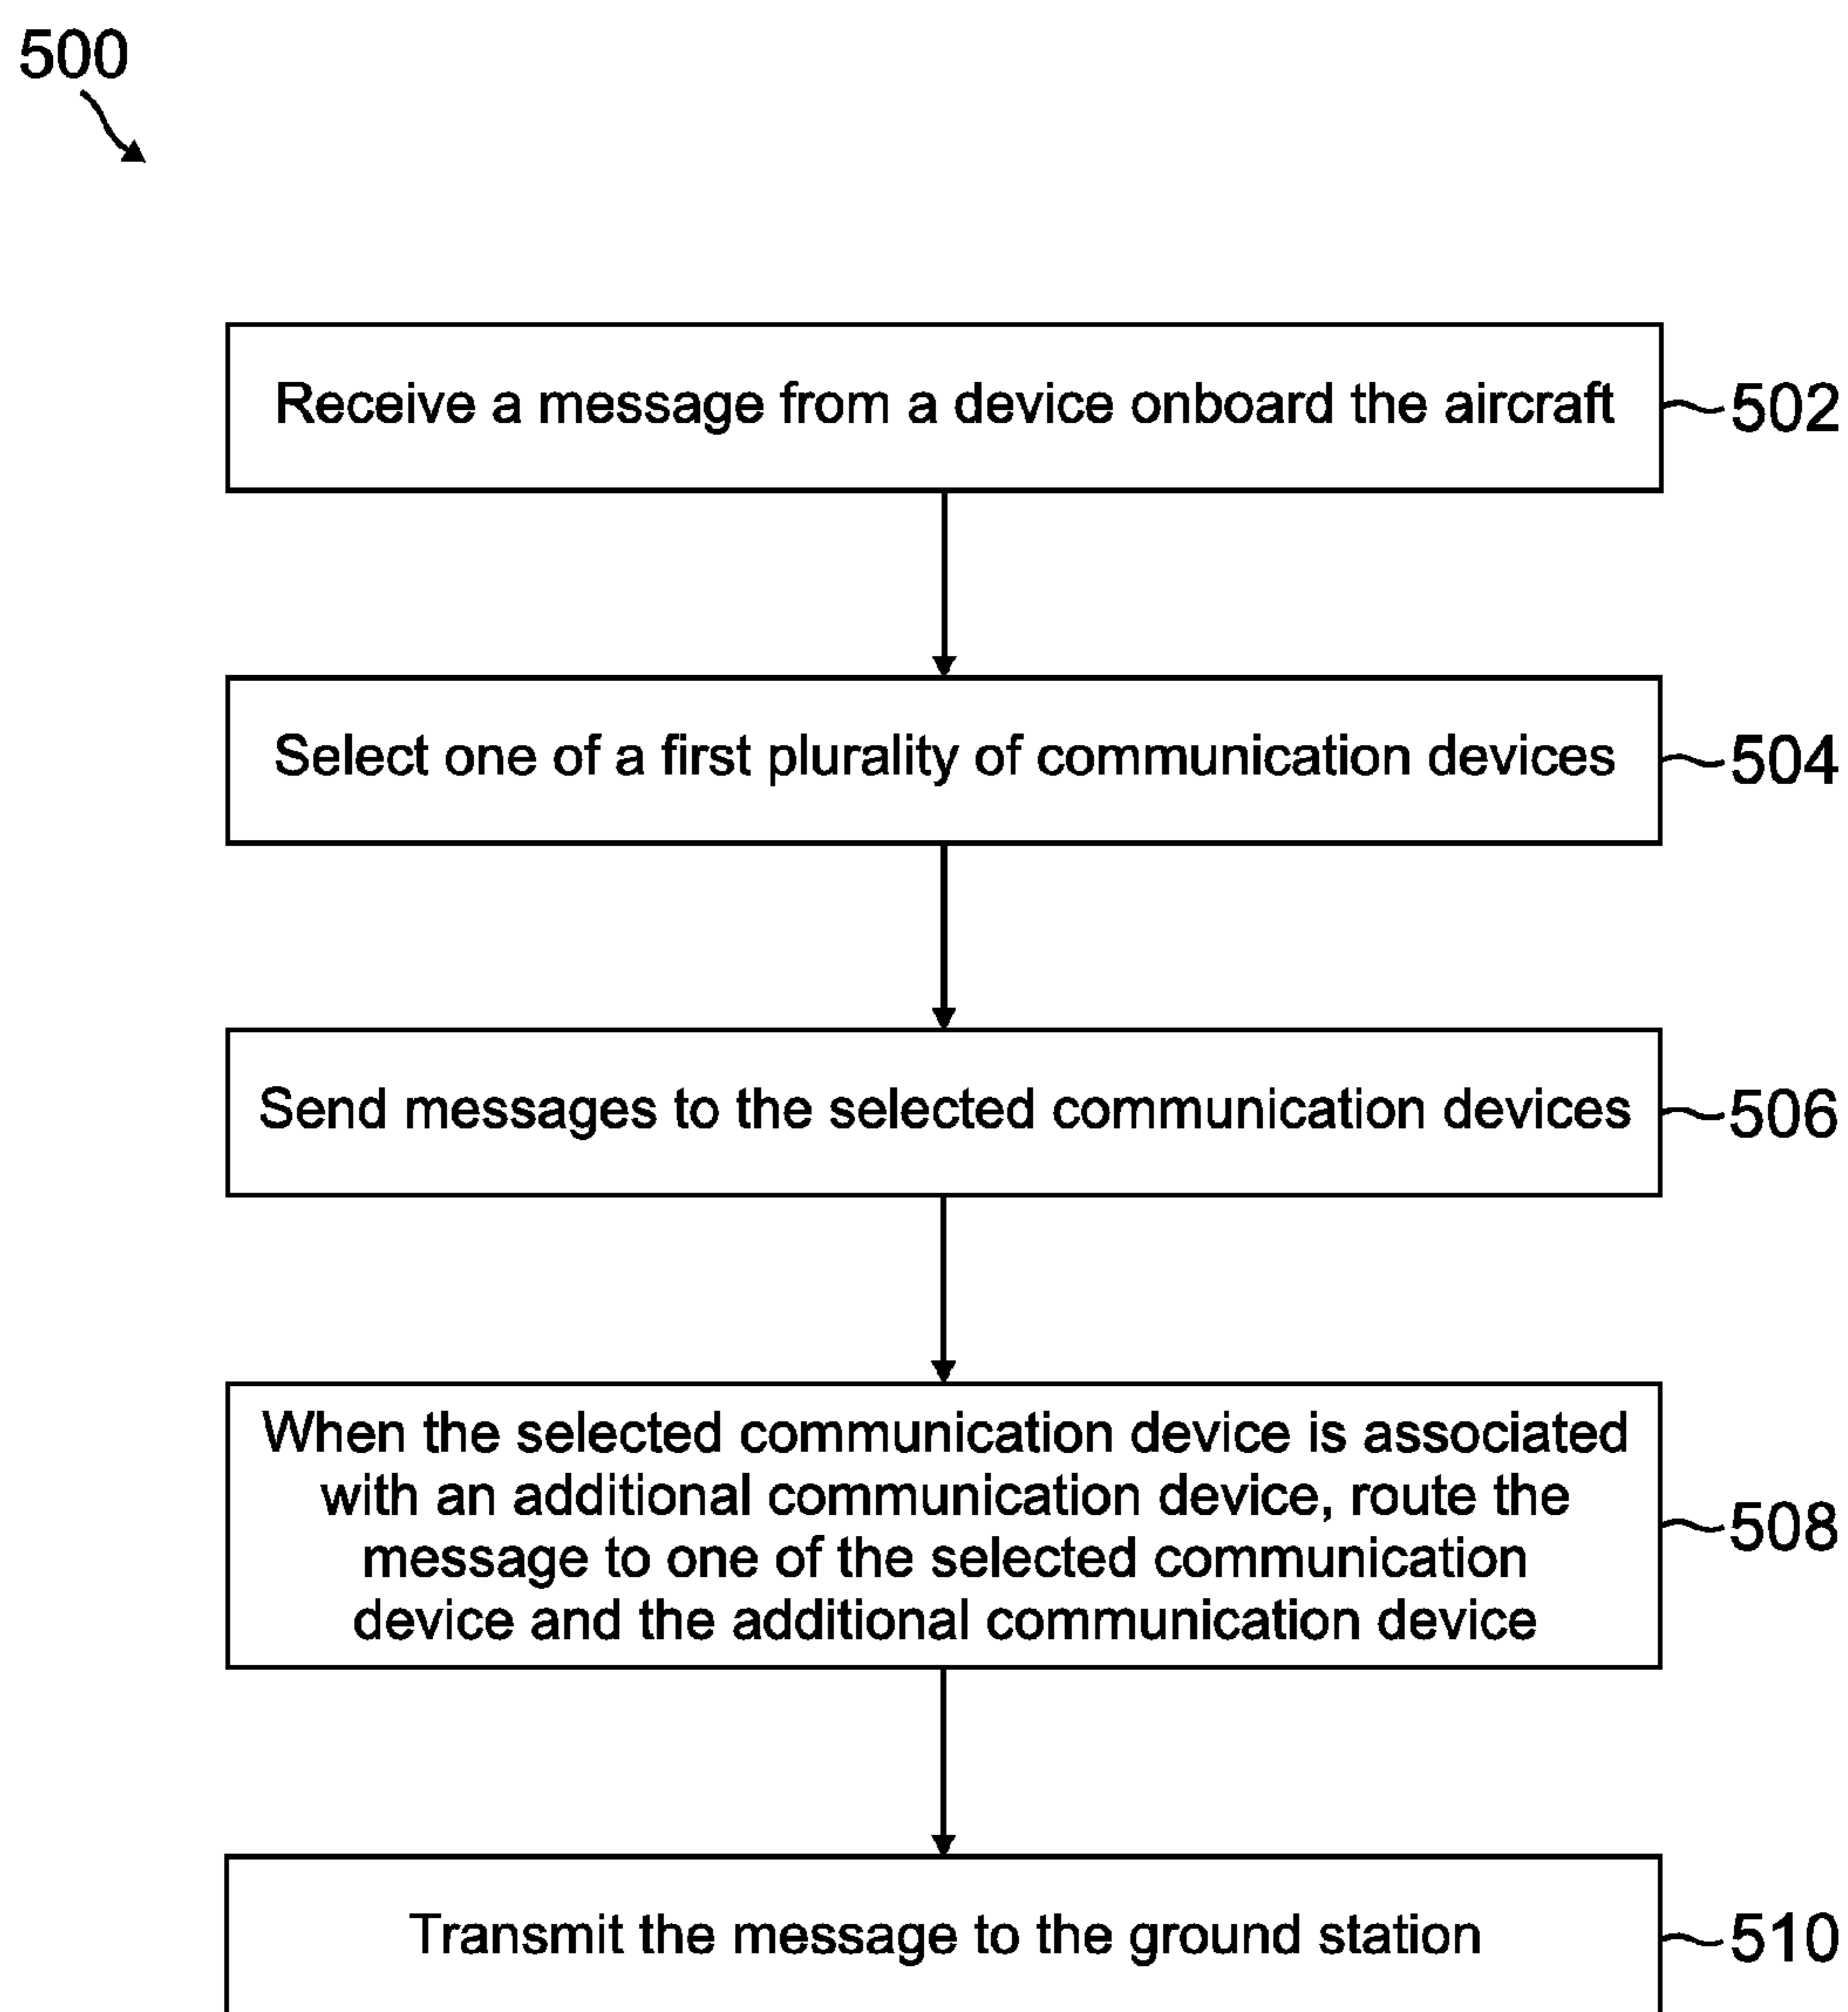 500
Receive a message from a device onboard the aircraft
502
Select one of a first plurality of communication devices
504
Send messages to the selected communication devices
506
When the selected communication device is associated
with an additional communication device, route the
message to one of the selected communication
device and the additional communication device
508
Transmit the message to the ground station
510